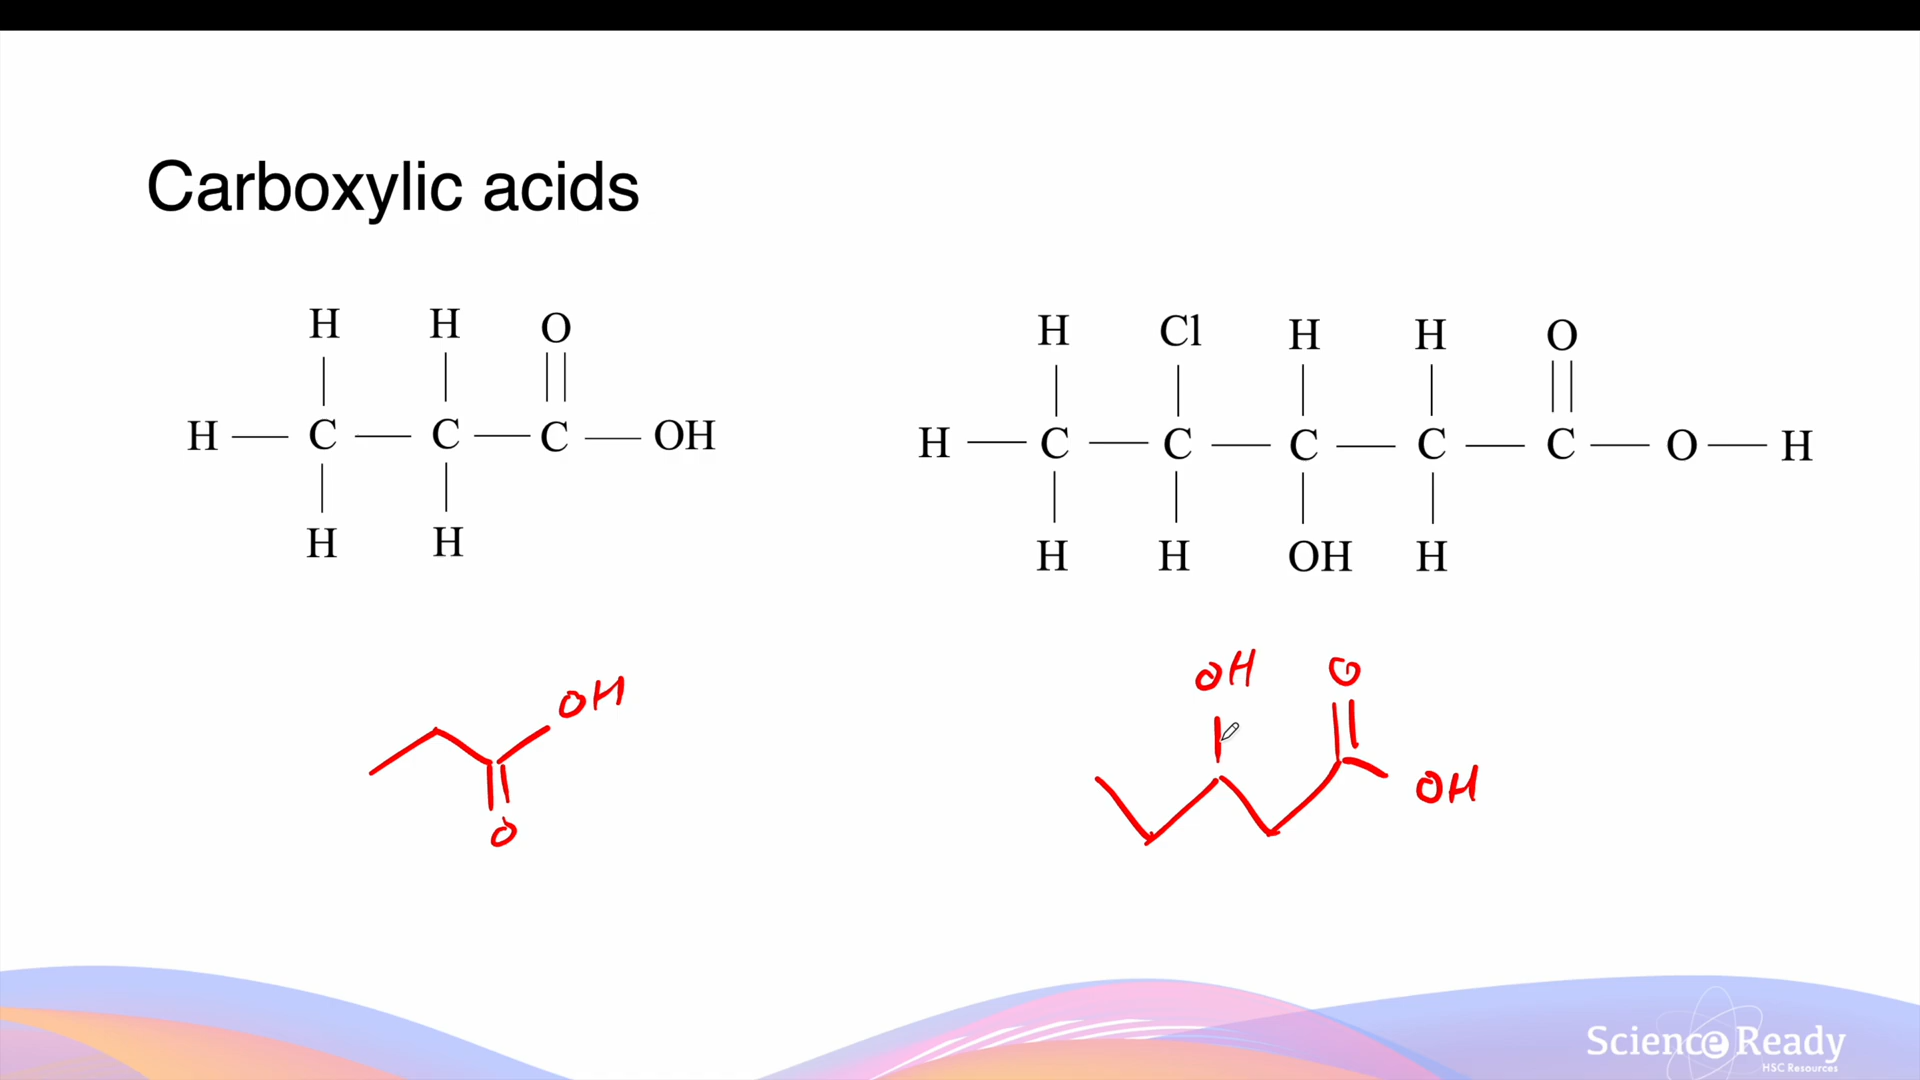 Carboxylic acids
H H O
H C C C OH
H H
H Cl H H O
H C C C C C O H
H H OH H
OH
O
OH O
OH
Science Ready
HSC Resources